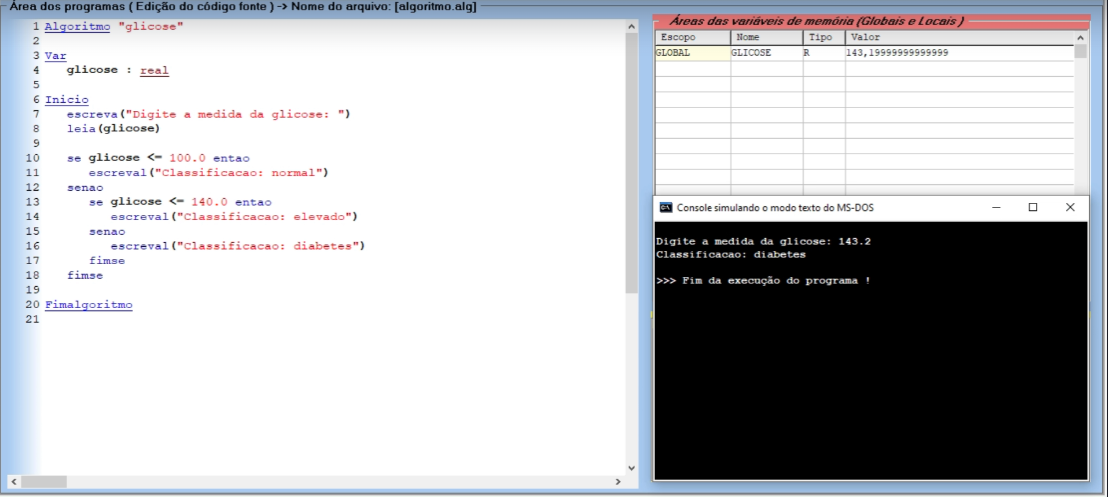 Área dos programas ( Edição do código fonte ) -> Nome do arquivo: [algoritmo.alg]
1 Algoritmo "glicose"
2
3 Var
4    glicose : real
5
6 Inicio
7    escreva("Digite a medida da glicose: ")
8    leia(glicose)
9
10    se glicose <= 100.0 entao
11       escreval("Classificacao: normal")
12    senao
13       se glicose <= 140.0 entao
14          escreval("Classificacao: elevado")
15       senao
16          escreval("Classificacao: diabetes")
17       fimse
18    fimse
19
20 Fimalgoritmo
21
Áreas das variáveis de memória (Globais e Locais )
Escopo Nome Tipo Valor
GLOBAL GLICOSE R 143,19999999999999
Console simulando o modo texto do MS-DOS
Digite a medida da glicose: 143.2
Classificacao: diabetes
>>> Fim da execução do programa !